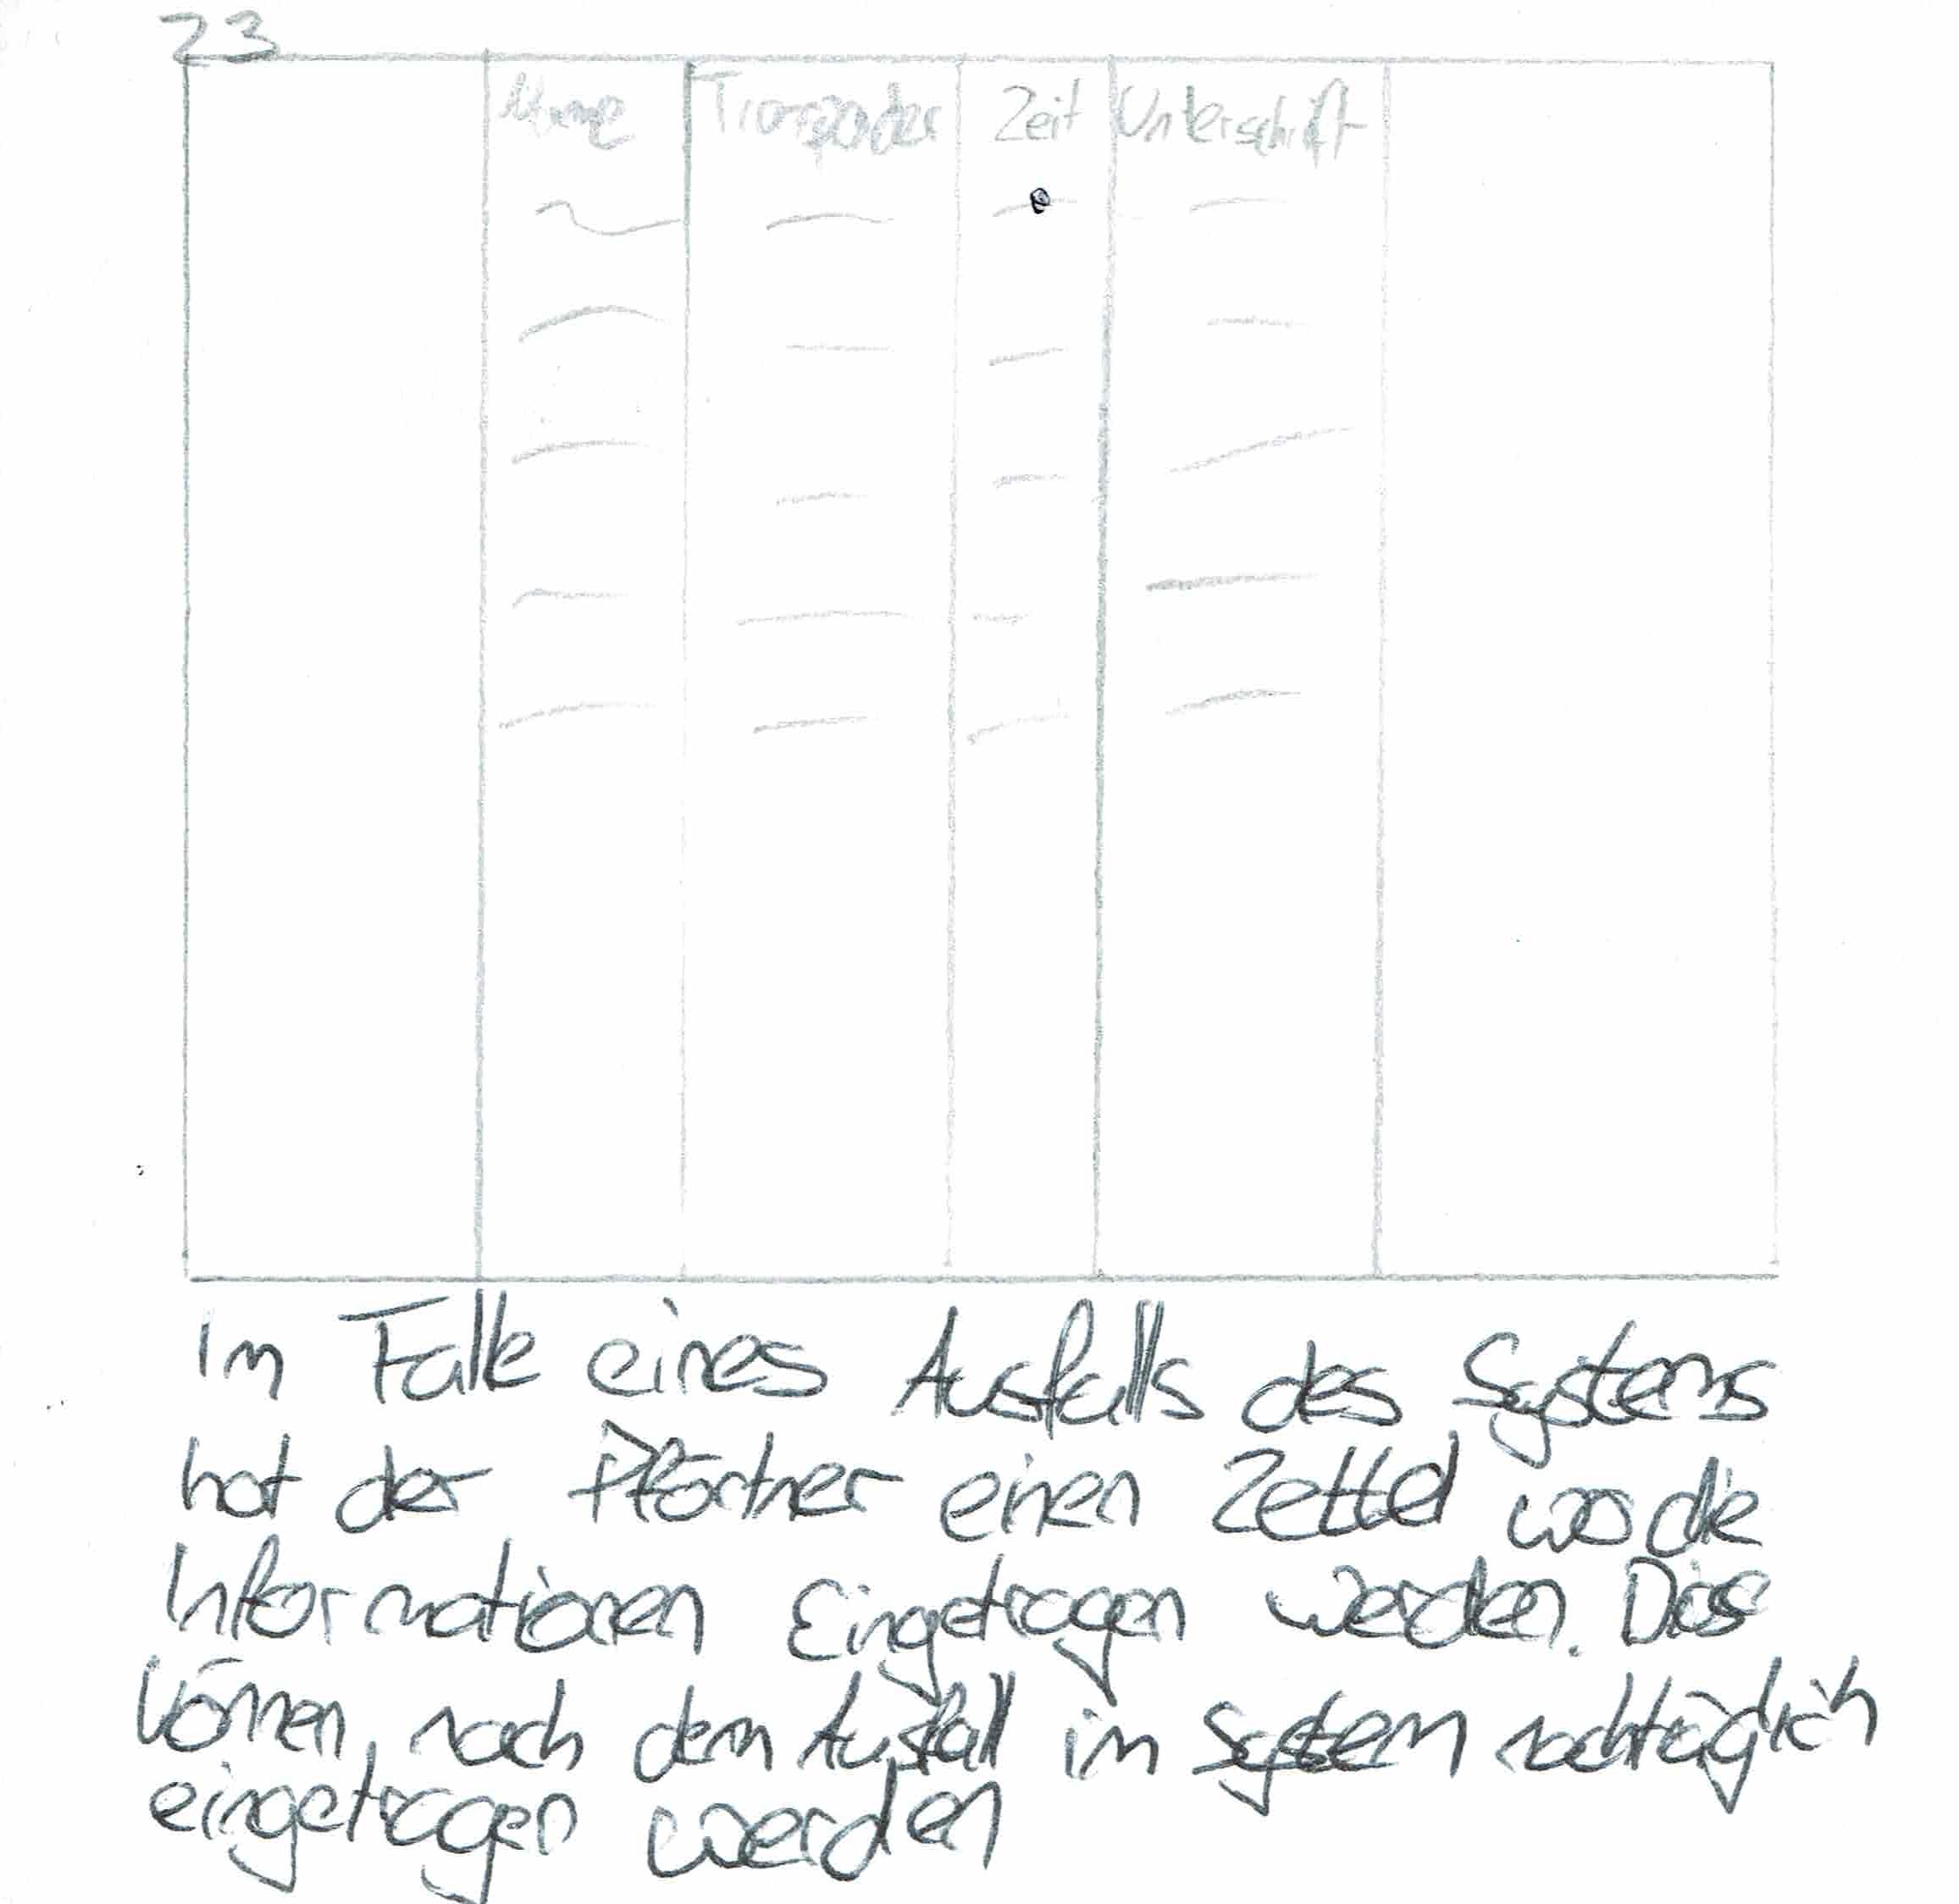 23
Name Transponder Zeit Unterschrift
im Falle eines Ausfalls des Systems
hat der Pförtner einen Zettel wo die
Informationen Eingetragen werden. Diese
können, nach dem Ausfall im System nachträglich
eingetragen werden